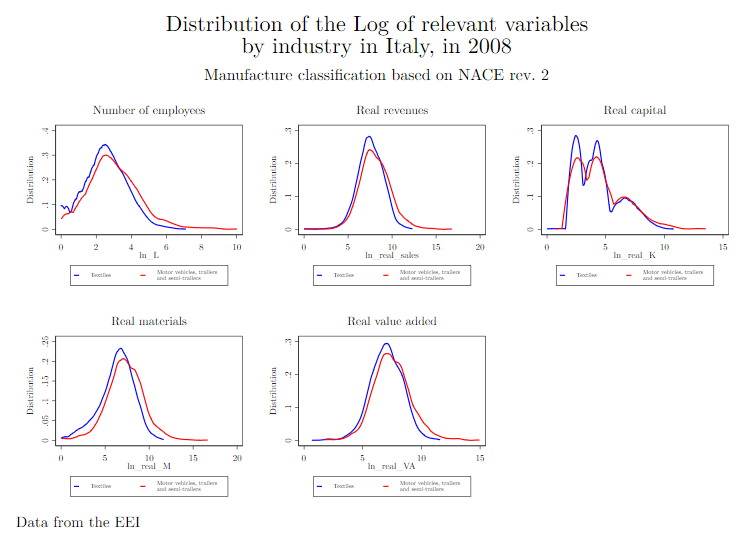 Distribution of the Log of relevant variables
by industry in Italy, in 2008
Manufacture classification based on NACE rev. 2
Number of employees
Distribution
0 .1 .2 .3 .4
0 2 4 6 8 10
ln_L
Textiles
Motor vehicles, trailers
and semi-trailers
Real revenues
Distribution
0 .1 .2 .3
0 5 10 15 20
ln_real_sales
Textiles
Motor vehicles, trailers
and semi-trailers
Real capital
Distribution
0 .1 .2 .3
0 5 10 15
ln_real_K
Textiles
Motor vehicles, trailers
and semi-trailers
Real materials
Distribution
0 .05 .1 .15 .2 .25
0 5 10 15 20
ln_real_M
Textiles
Motor vehicles, trailers
and semi-trailers
Real value added
Distribution
0 .1 .2 .3
0 5 10 15
ln_real_VA
Textiles
Motor vehicles, trailers
and semi-trailers
Data from the EEI